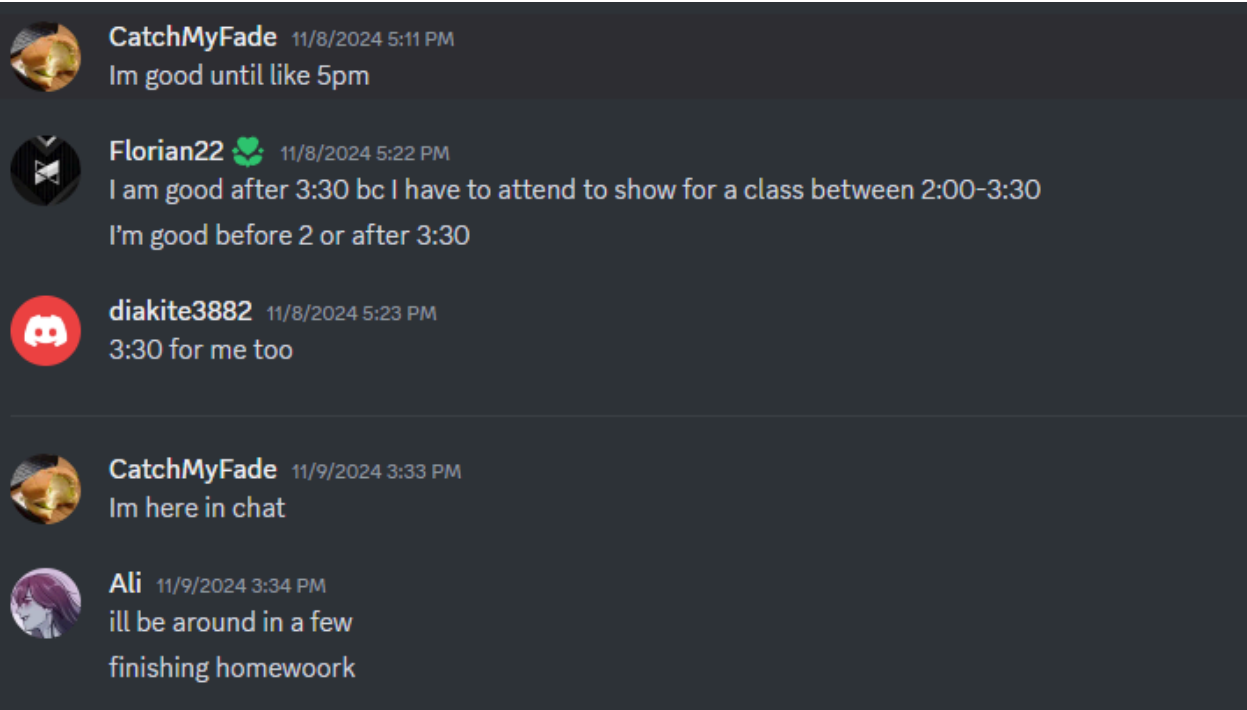 CatchMyFade 11/8/2024 5:11 PM
Im good until like 5pm
Florian22 11/8/2024 5:22 PM
I am good after 3:30 bc I have to attend to show for a class between 2:00-3:30
I'm good before 2 or after 3:30
diakite3882 11/8/2024 5:23 PM
3:30 for me too
CatchMyFade 11/9/2024 3:33 PM
Im here in chat
Ali 11/9/2024 3:34 PM
ill be around in a few
finishing homewoork